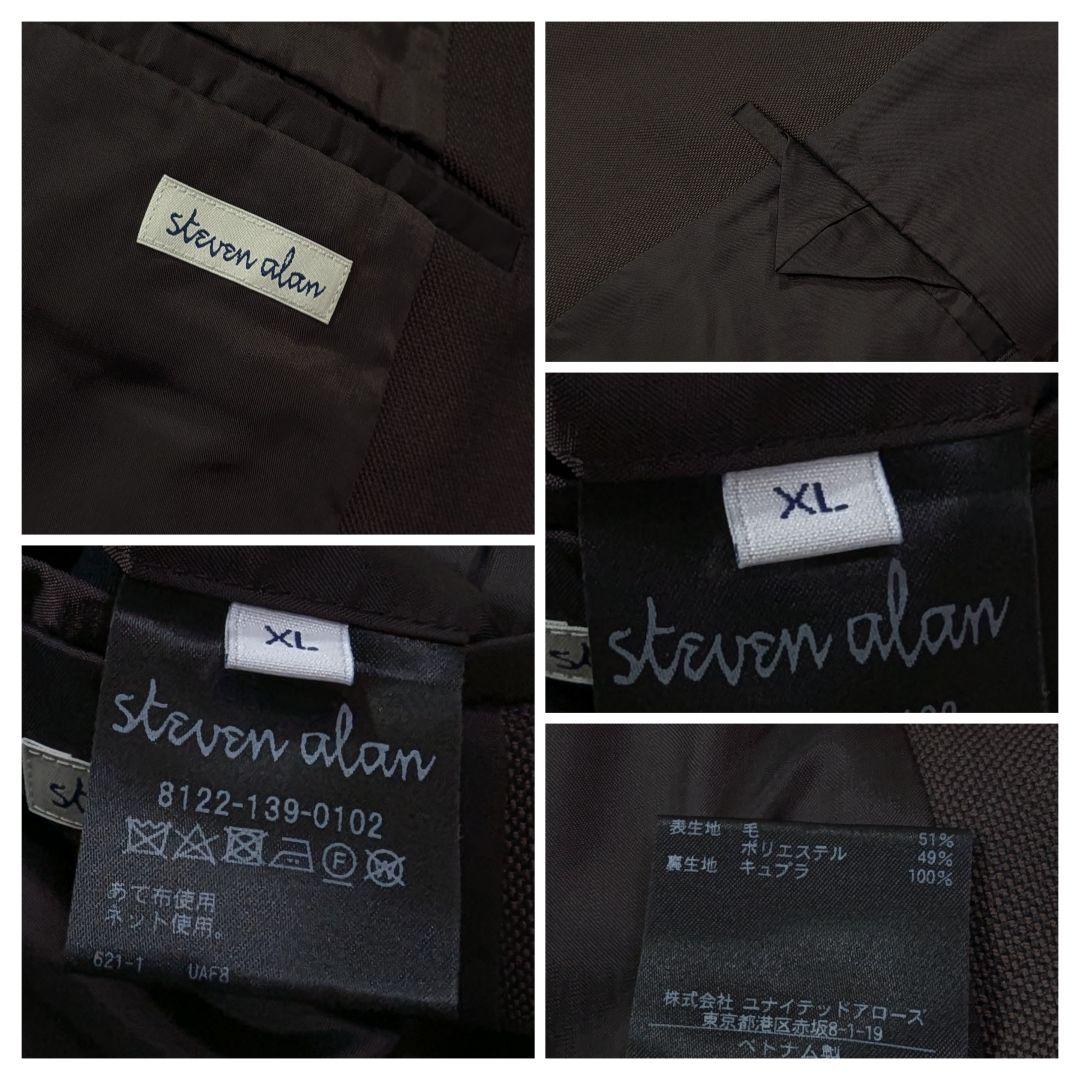 steven alan
XL
steven alan
XL
steven alan
8122-139-0102
あて布使用
ネット使用。
621-1 UAF8
表生地 毛 51%
ポリエステル 49%
裏生地 キュプラ 100%
株式会社 ユナイテッドアローズ
東京都港区赤坂8-1-19
ベトナム製